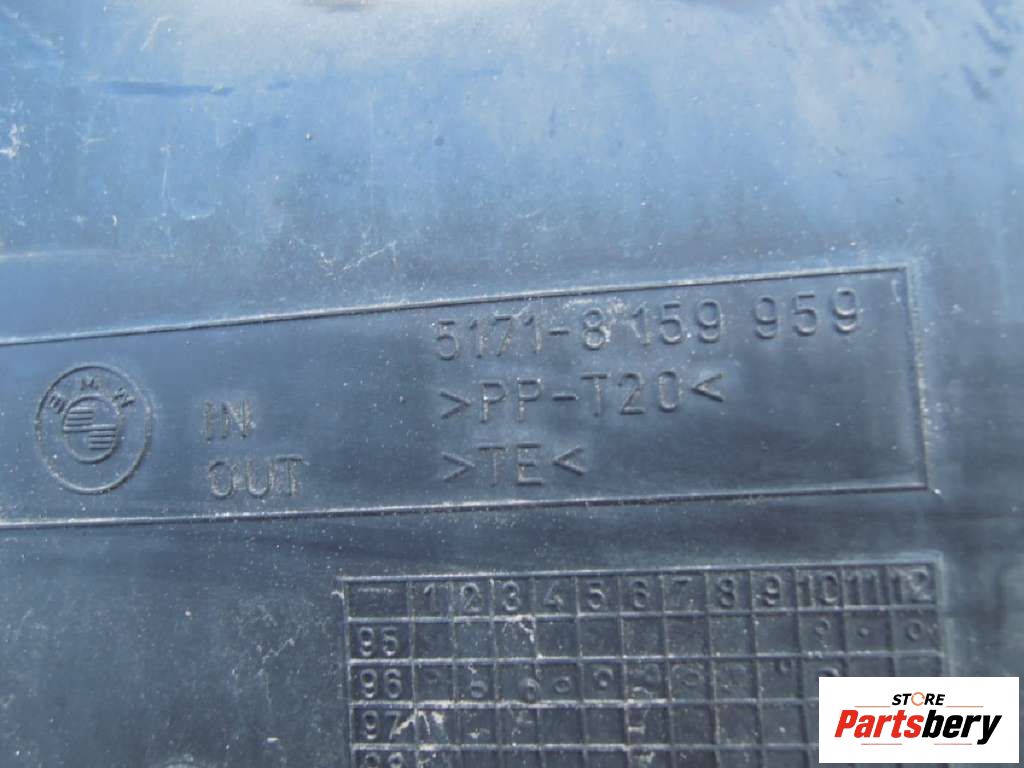 5171-8 159 959
BMW
IN >PP-T20<
OUT >TE<
1 2 3 4 5 6 7 8 9 10 11 12
95
96
97
98
STORE
Partsbery